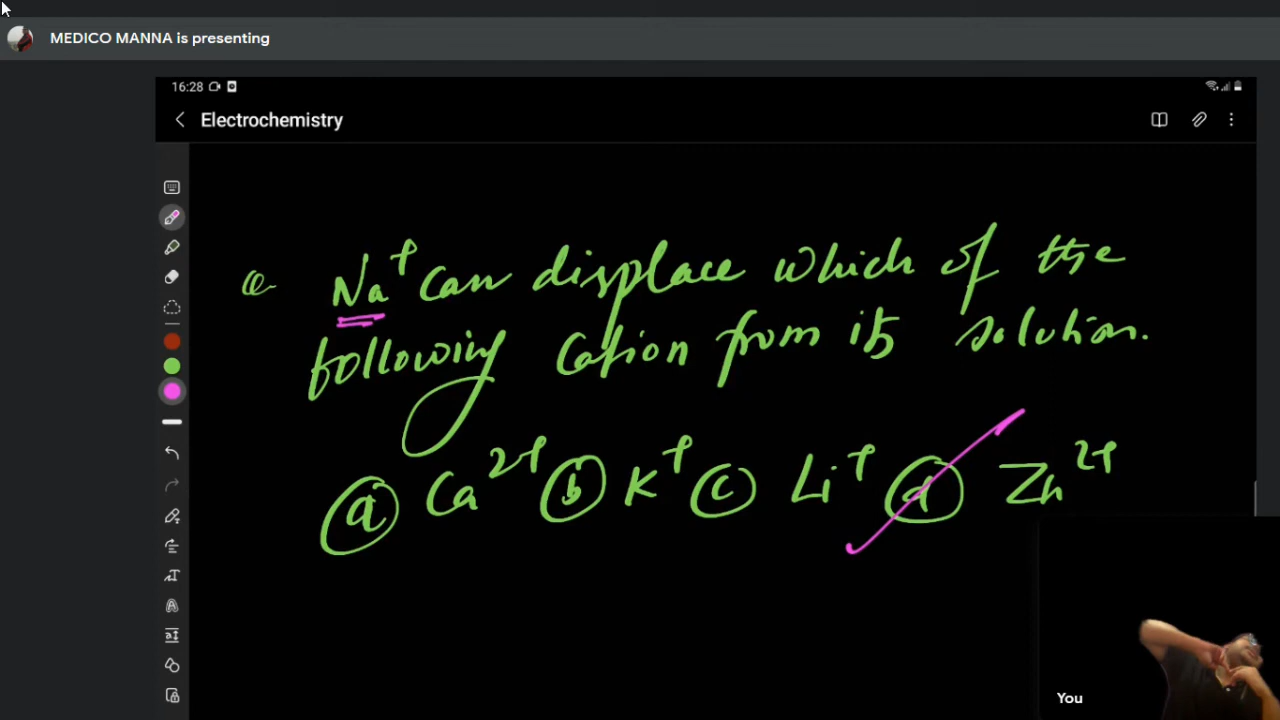 MEDICO MANNA is presenting
16:28
Electrochemistry
Q Na+ can displace which of the
following cation from its solution.
(a) Ca2+ (b) K+ (c) Li+ (d) Zn2+
You